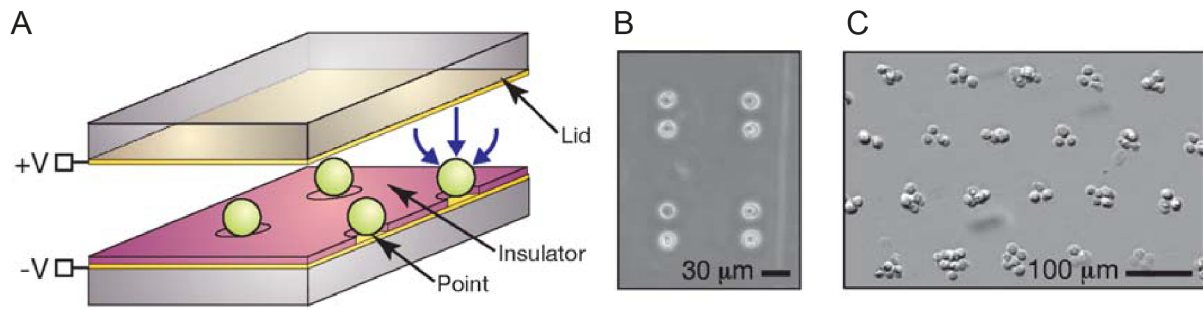 A
B
C
Lid
+V
Insulator
-V
Point
30 μm
100 μm